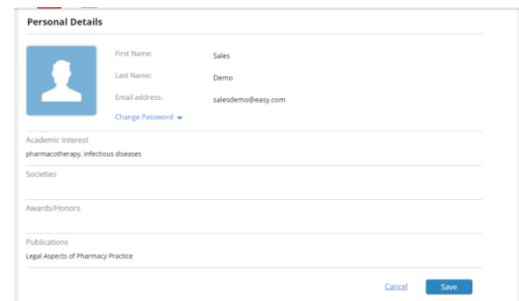 Personal Details
First Name: Sales
Last Name: Demo
Email address: salesdemo@easy.com
Change Password
Academic Interest
pharmacotherapy, infectious diseases
Societies
Awards/Honors
Publications
Legal Aspects of Pharmacy Practice
Cancel Save